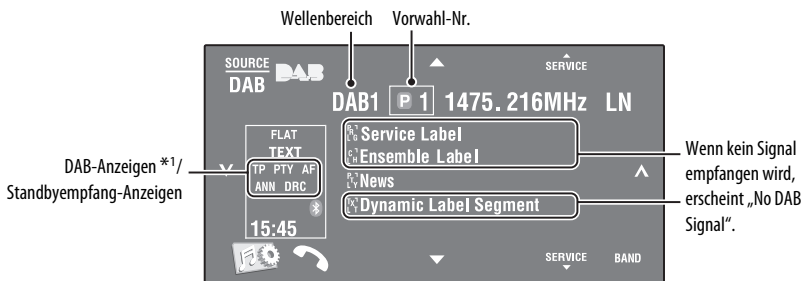 Wellenbereich
Vorwahl-Nr.
SOURCE
DAB
DAB
SERVICE
DAB1
P 1
1475.216MHz
LN
FLAT
TEXT
TP PTY AF
ANN DRC
15:45
Service Label
Ensemble Label
News
Dynamic Label Segment
SERVICE
BAND
DAB-Anzeigen *1/
Standbyempfang-Anzeigen
Wenn kein Signal
empfangen wird,
erscheint „No DAB
Signal“.